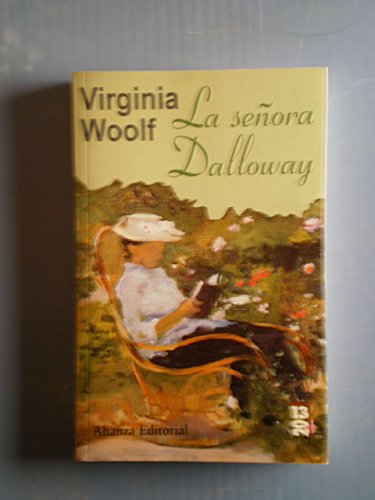 Virginia
Woolf
La señora
Dalloway
Alianza Editorial